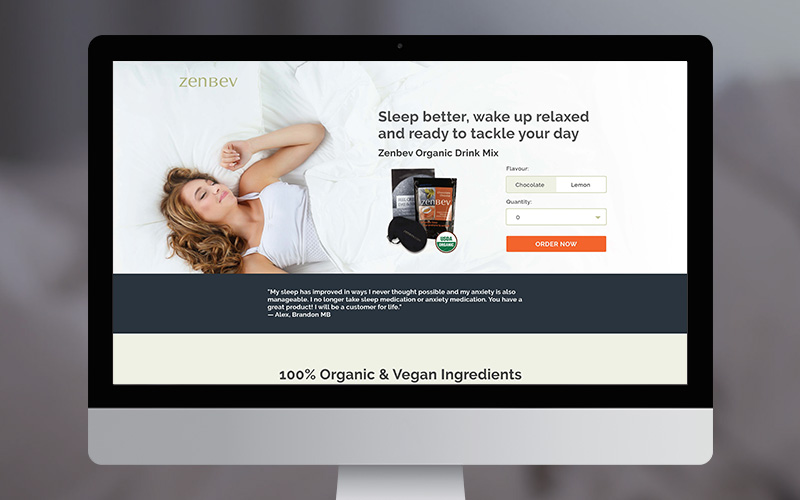 zenBev
Sleep better, wake up relaxed
and ready to tackle your day
Zenbev Organic Drink Mix
Flavour:
Chocolate Lemon
Quantity:
0
ORDER NOW
zenBev
USDA
ORGANIC
"My sleep has improved in ways I never thought possible and my anxiety is also
manageable. I no longer take sleep medication or anxiety medication. You have a
great product! I will be a customer for life."
— Alex, Brandon MB
100% Organic & Vegan Ingredients